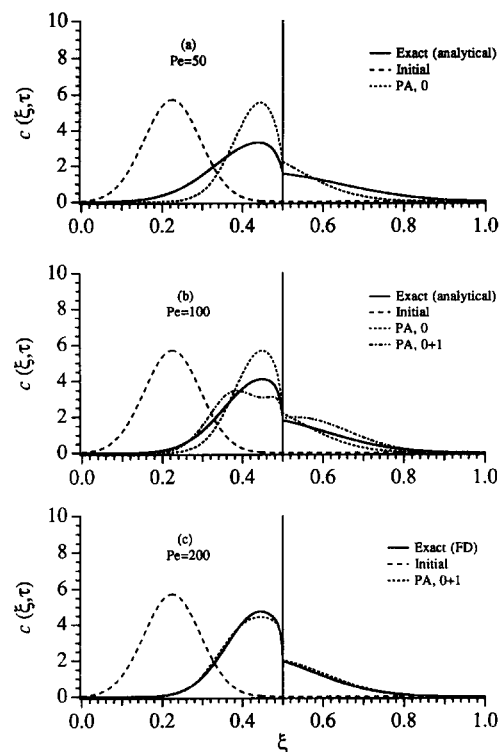 10
(a)
Pe=50
Exact (analytical)
Initial
PA, 0
8
6
c (ξ,τ)
4
2
0
0.0 0.2 0.4 0.6 0.8 1.0
10
(b)
Pe=100
Exact (analytical)
Initial
PA, 0
PA, 0+1
8
6
c (ξ,τ)
4
2
0
0.0 0.2 0.4 0.6 0.8 1.0
10
(c)
Pe=200
Exact (FD)
Initial
PA, 0+1
8
6
c (ξ,τ)
4
2
0
0.0 0.2 0.4 0.6 0.8 1.0
ξ